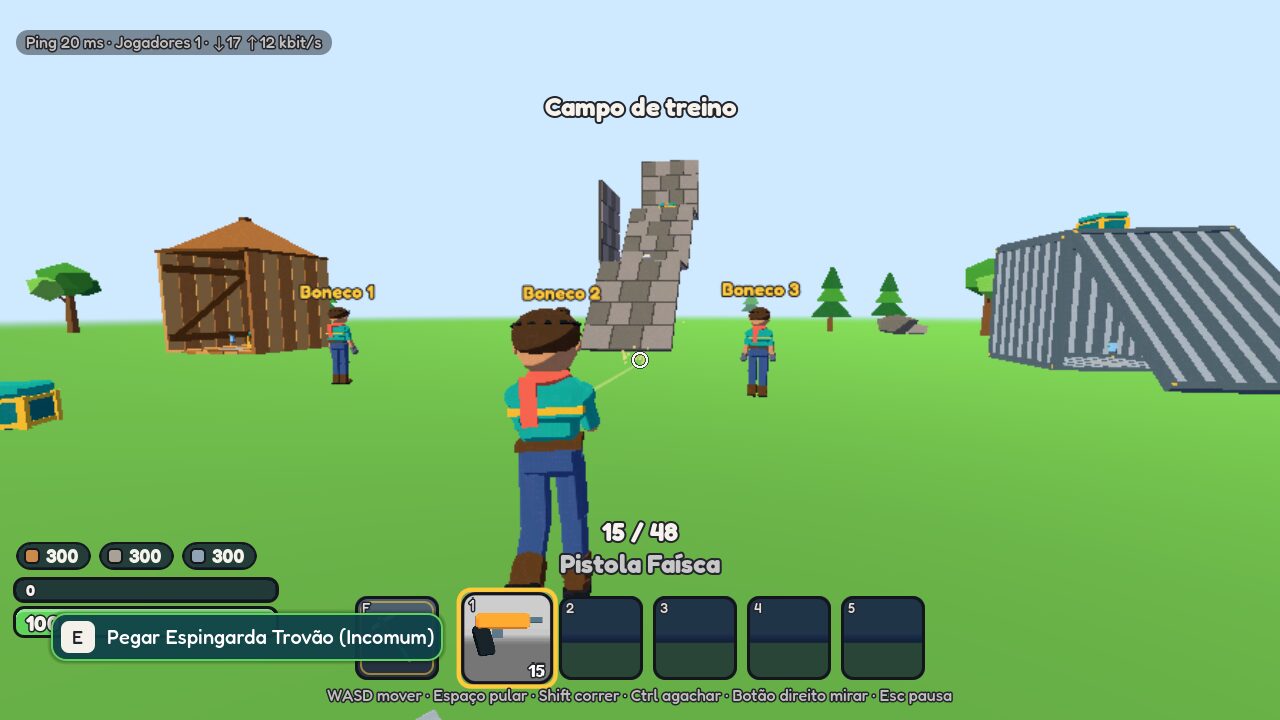 Ping 20 ms · Jogadores 1 · ↓17 ↑12 kbit/s
Campo de treino
Boneco 1
Boneco 2
Boneco 3
15 / 48
Pistola Faísca
300
300
300
0
100
E Pegar Espingarda Trovão (Incomum)
F
1
15
2
3
4
5
WASD mover · Espaço pular · Shift correr · Ctrl agachar · Botão direito mirar · Esc pausa